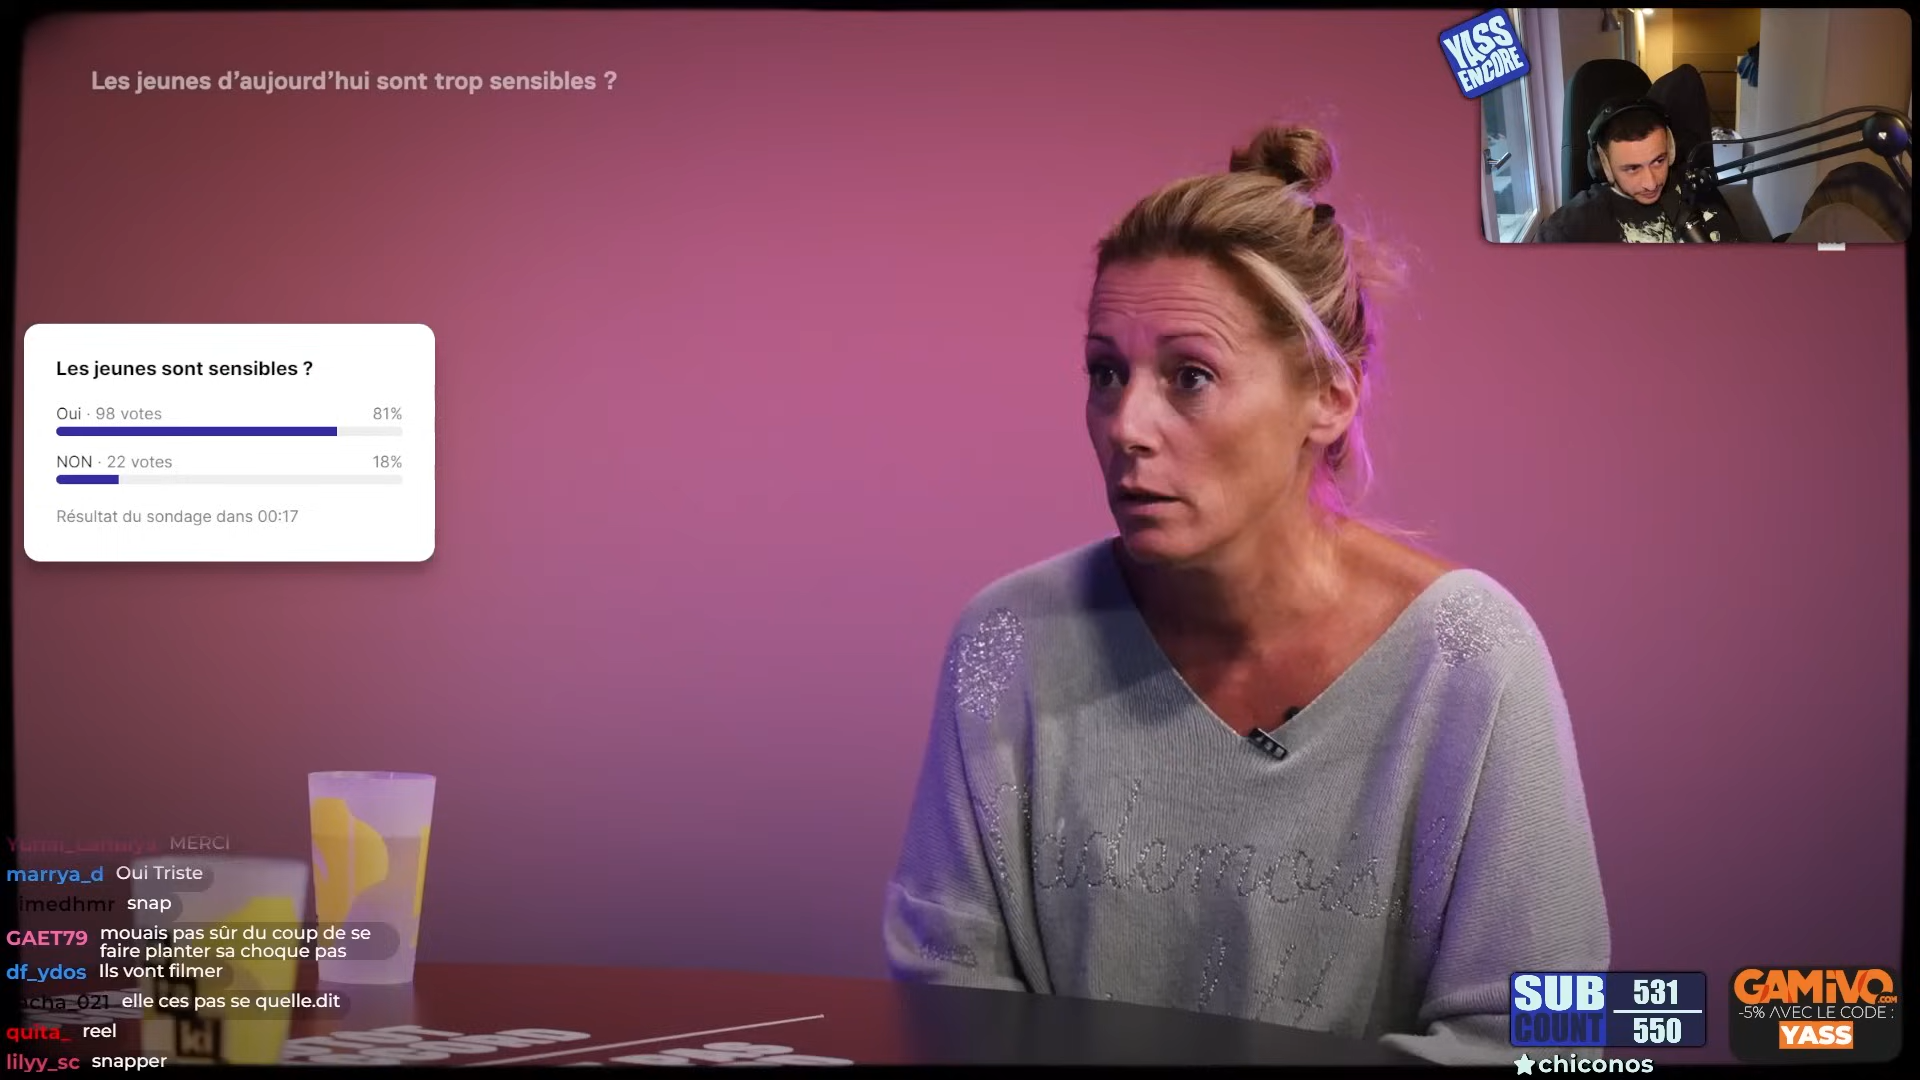 Les jeunes d'aujourd'hui sont trop sensibles ?
YASS
ENCORE
Les jeunes sont sensibles ?
Oui · 98 votes 81%
NON · 22 votes 18%
Résultat du sondage dans 00:17
MERCI
marrya_d Oui Triste
imedhmr snap
GAET79 mouais pas sûr du coup de se
faire planter sa choque pas
df_ydos Ils vont filmer
acha_021 elle ces pas se quelle.dit
quita_ reel
lilyy_sc snapper
SUB
COUNT
531
550
chiconos
GAMIVO.COM
-5% AVEC LE CODE :
YASS